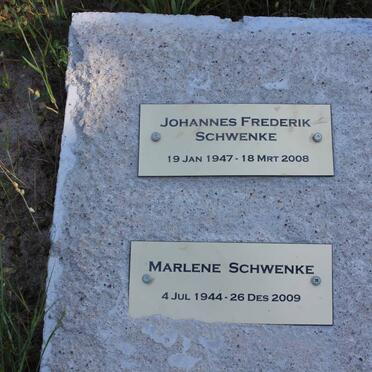 JOHANNES FREDERIK
SCHWENKE
19 JAN 1947 - 18 MRT 2008
MARLENE SCHWENKE
4 JUL 1944 - 26 DES 2009